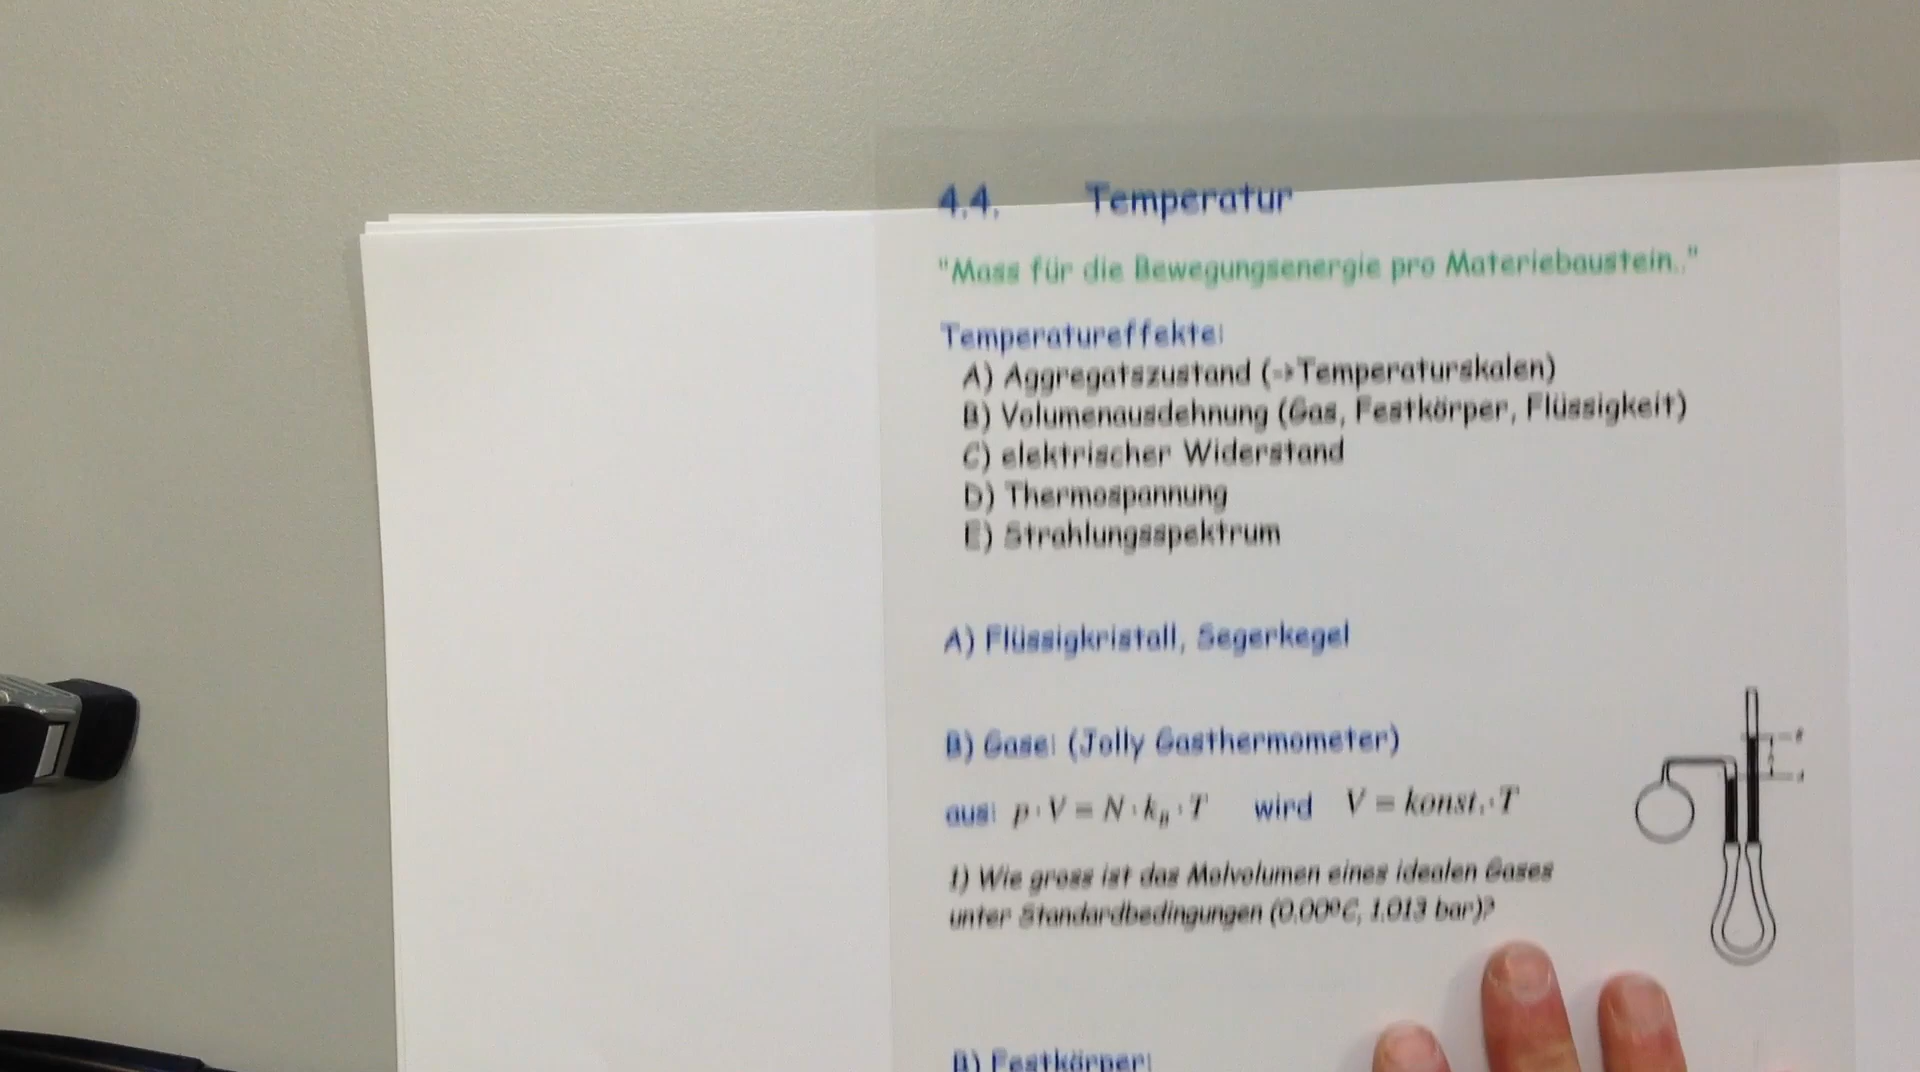 4.4. Temperatur
"Mass für die Bewegungsenergie pro Materiebaustein.."
Temperatureffekte:
A) Aggregatszustand (->Temperaturskalen)
B) Volumenausdehnung (Gas, Festkörper, Flüssigkeit)
C) elektrischer Widerstand
D) Thermospannung
E) Strahlungsspektrum
A) Flüssigkristall, Segerkegel
B) Gase: (Jolly Gasthermometer)
aus: p·V = N·k_B·T wird V = konst.·T
1) Wie gross ist das Molvolumen eines idealen Gases
unter Standardbedingungen (0.00°C, 1.013 bar)?
B) Festkörper: